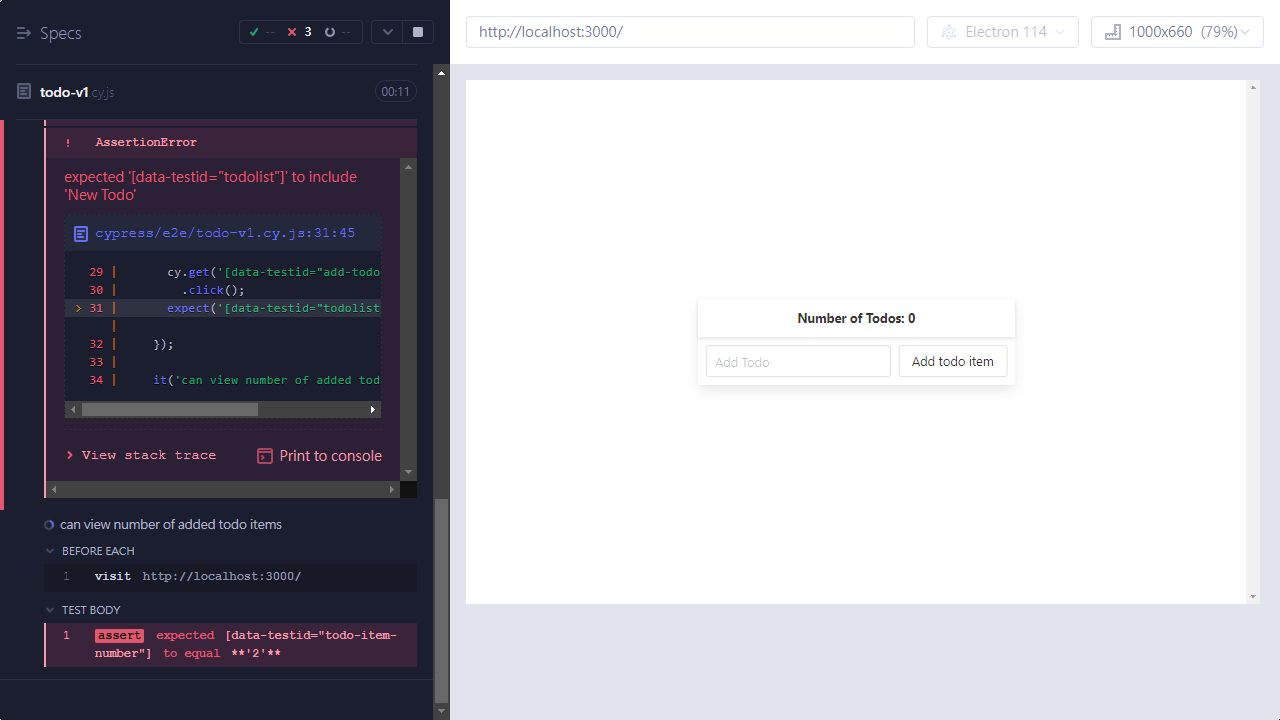 Specs
-- 3 --
http://localhost:3000/
Electron 114
1000x660 (79%)
todo-v1.cy.js
00:11
! AssertionError
expected '[data-testid="todolist"]' to include
'New Todo'
cypress/e2e/todo-v1.cy.js:31:45
29 | cy.get('[data-testid="add-todo
30 | .click();
> 31 | expect('[data-testid="todolist
|
32 | });
33 |
34 | it('can view number of added tod
> View stack trace
Print to console
can view number of added todo items
BEFORE EACH
1 visit http://localhost:3000/
TEST BODY
1 assert expected [data-testid="todo-item-
number"] to equal **'2'**
Number of Todos: 0
Add Todo
Add todo item